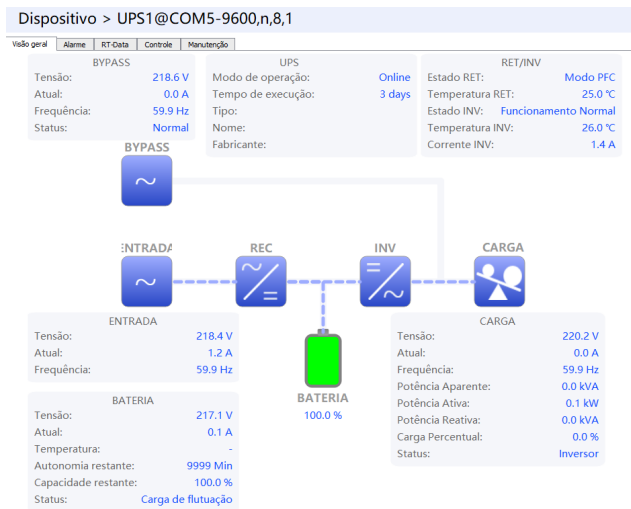 Dispositivo > UPS1@COM5-9600,n,8,1
Visão geral Alarme RT-Data Controle Manutenção
BYPASS
Tensão: 218.6 V
Atual: 0.0 A
Frequência: 59.9 Hz
Status: Normal
UPS
Modo de operação: Online
Tempo de execução: 3 days
Tipo:
Nome:
Fabricante:
RET/INV
Estado RET: Modo PFC
Temperatura RET: 25.0 °C
Estado INV: Funcionamento Normal
Temperatura INV: 26.0 °C
Corrente INV: 1.4 A
BYPASS
ENTRADA REC INV CARGA
ENTRADA
Tensão: 218.4 V
Atual: 1.2 A
Frequência: 59.9 Hz
BATERIA
100.0 %
BATERIA
Tensão: 217.1 V
Atual: 0.1 A
Temperatura: -
Autonomia restante: 9999 Min
Capacidade restante: 100.0 %
Status: Carga de flutuação
CARGA
Tensão: 220.2 V
Atual: 0.0 A
Frequência: 59.9 Hz
Potência Aparente: 0.0 kVA
Potência Ativa: 0.1 kW
Potência Reativa: 0.0 kVA
Carga Percentual: 0.0 %
Status: Inversor